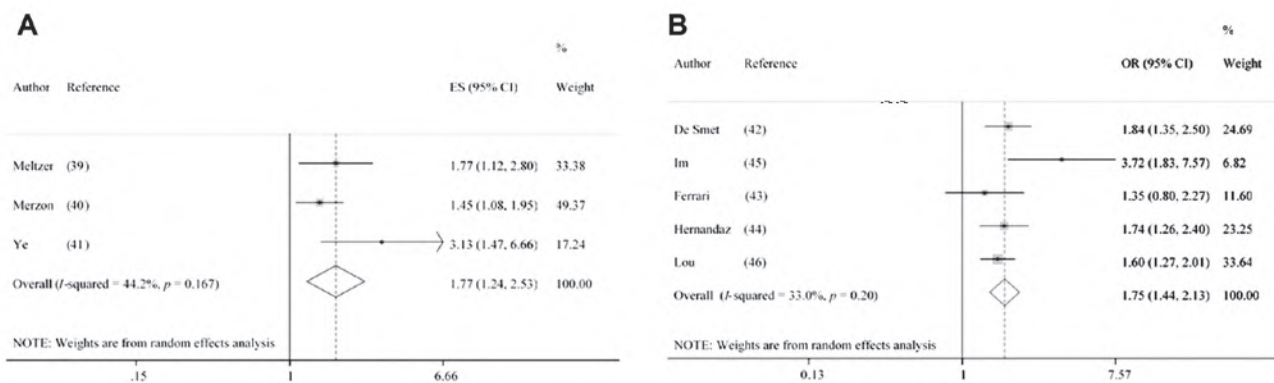 A
%
Author Reference ES (95% CI) Weight
Meltzer (39) 1.77 (1.12, 2.80) 33.38
Merzon (40) 1.45 (1.08, 1.95) 49.37
Ye (41) 3.13 (1.47, 6.66) 17.24
Overall (I-squared = 44.2%, p = 0.167) 1.77 (1.24, 2.53) 100.00
NOTE: Weights are from random effects analysis
.15 1 6.66
B
%
Author Reference OR (95% CI) Weight
De Smet (42) 1.84 (1.35, 2.50) 24.69
Im (45) 3.72 (1.83, 7.57) 6.82
Ferrari (43) 1.35 (0.80, 2.27) 11.60
Hernandaz (44) 1.74 (1.26, 2.40) 23.25
Lou (46) 1.60 (1.27, 2.01) 33.64
Overall (I-squared = 33.0%, p = 0.20) 1.75 (1.44, 2.13) 100.00
NOTE: Weights are from random effects analysis
0.13 1 7.57